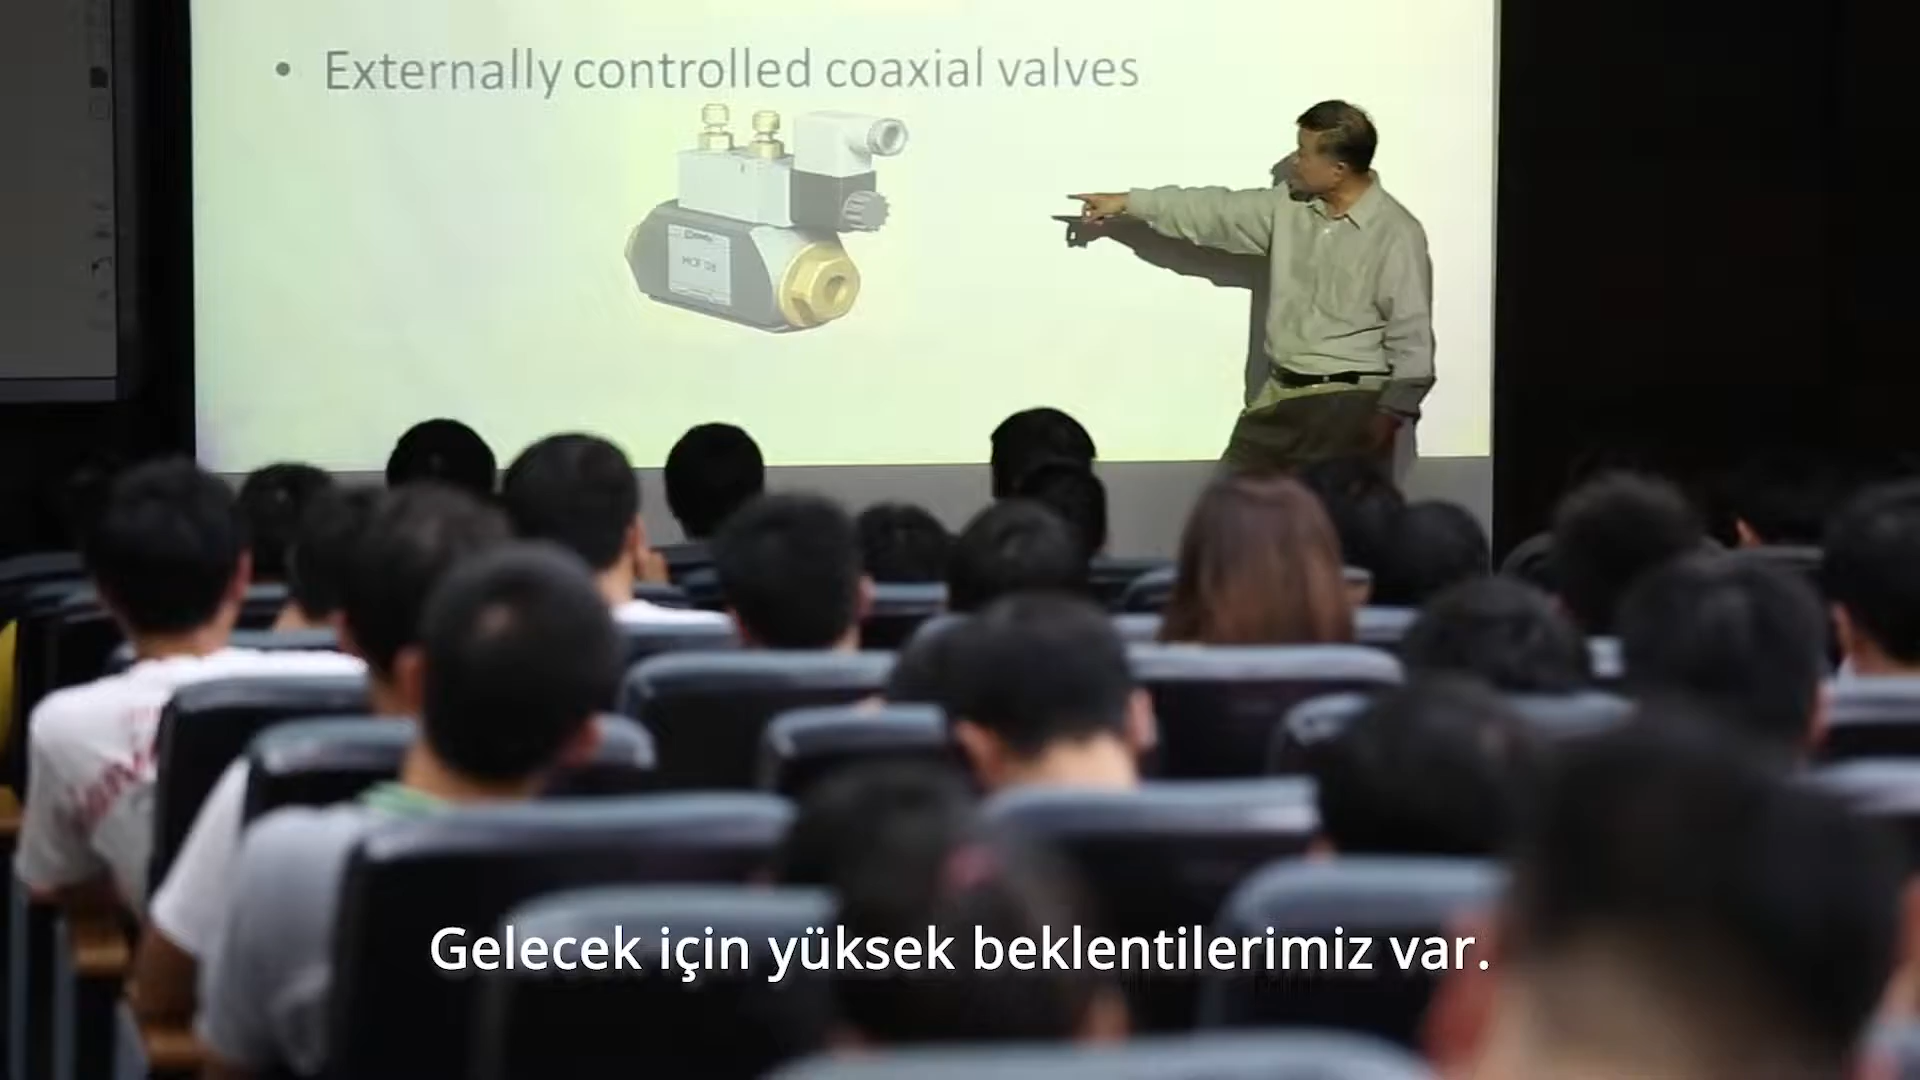 • Externally controlled coaxial valves
Gelecek için yüksek beklentilerimiz var.